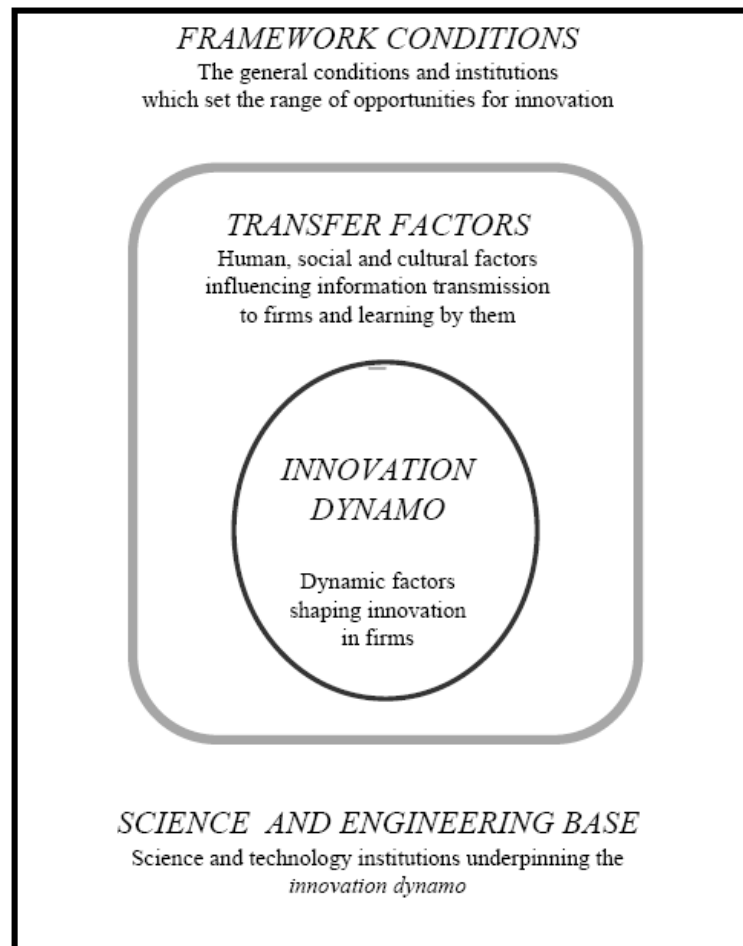 FRAMEWORK CONDITIONS
The general conditions and institutions
which set the range of opportunities for innovation
TRANSFER FACTORS
Human, social and cultural factors
influencing information transmission
to firms and learning by them
INNOVATION
DYNAMO
Dynamic factors
shaping innovation
in firms
SCIENCE AND ENGINEERING BASE
Science and technology institutions underpinning the
innovation dynamo